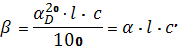 β = α_D^{20} · l · c / 10⁰ = α · l · c·